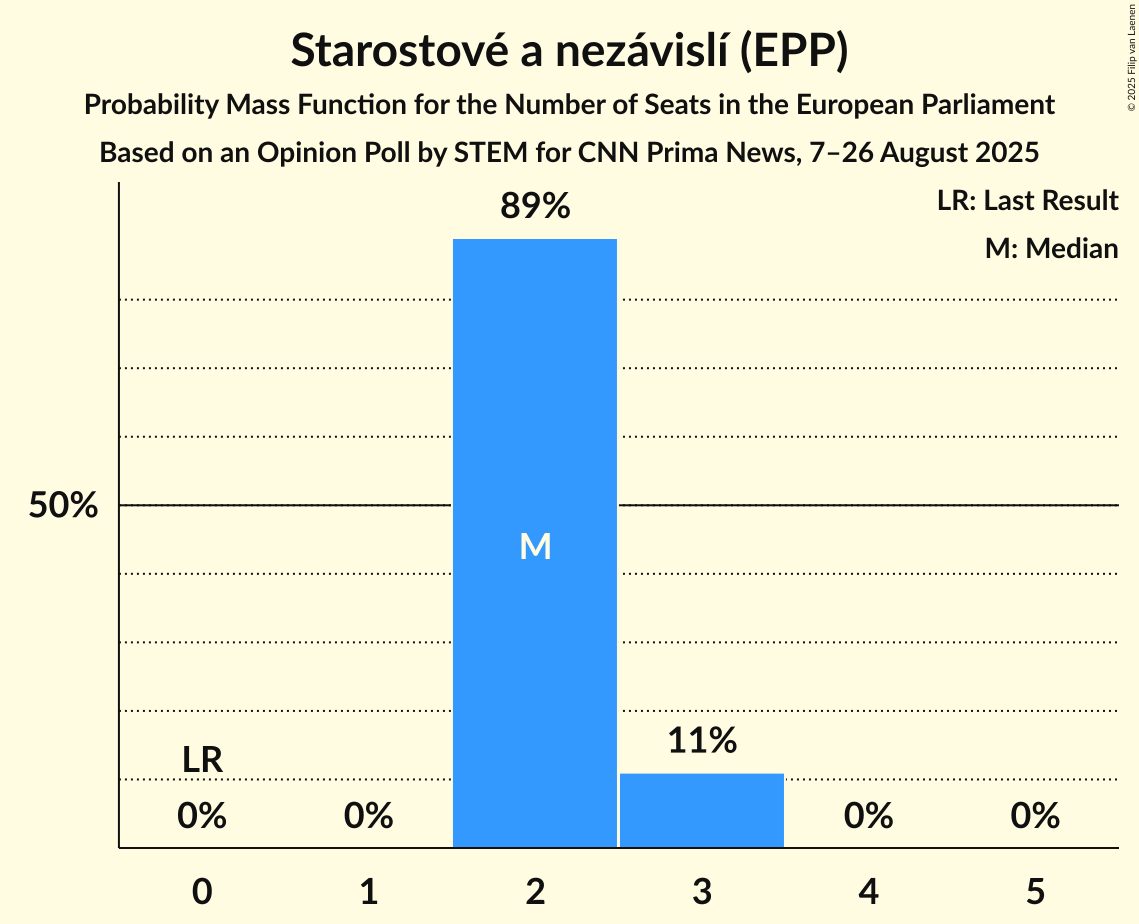 Starostové a nezávislí (EPP)
Probability Mass Function for the Number of Seats in the European Parliament
Based on an Opinion Poll by STEM for CNN Prima News, 7–26 August 2025
© 2025 Filip van Laenen
LR: Last Result
M: Median
89%
50%
M
11%
LR
0%
0%
0%
0%
0
1
2
3
4
5